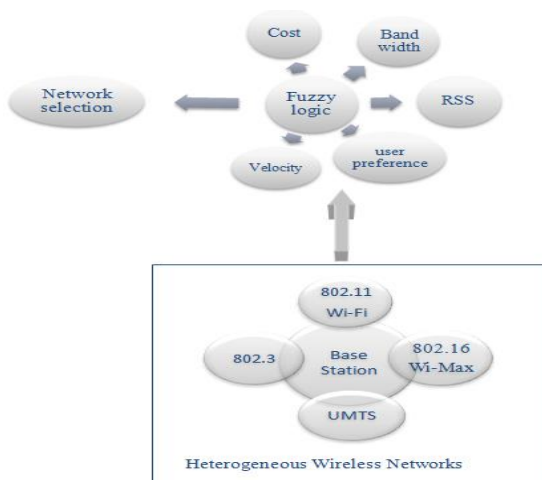 Cost
Band
width
Network
selection
Fuzzy
logic
RSS
Velocity
user
preference
802.11
Wi-Fi
802.3
Base
Station
802.16
Wi-Max
UMTS
Heterogeneous Wireless Networks